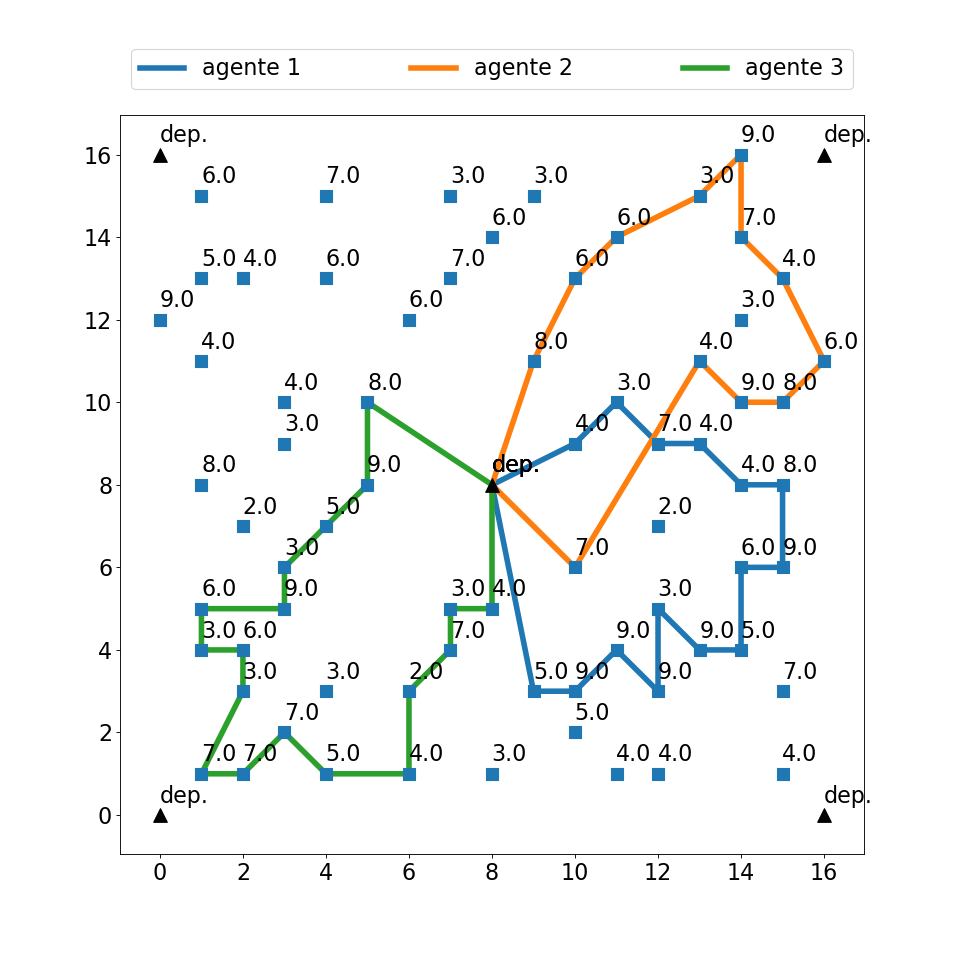 agente 1 agente 2 agente 3
9.0
dep. dep.
16
6.0 7.0 3.0 3.0 3.0
6.0 6.0 7.0
14
5.0 4.0 6.0 7.0 6.0 4.0
9.0 6.0 3.0
12
4.0 8.0 4.0 6.0
4.0 8.0 3.0 9.0 8.0
10
3.0 4.0 7.0 4.0
8.0 9.0 dep. dep. 4.0 8.0
8
2.0 5.0 2.0
3.0 7.0 6.0 9.0
6
6.0 9.0 3.0 4.0 3.0
3.0 6.0 7.0 9.0 9.0 5.0
4
3.0 3.0 2.0 5.0 9.0 9.0 7.0
7.0 5.0
2
7.0 7.0 5.0 4.0 3.0 4.0 4.0 4.0
dep. dep.
0
0 2 4 6 8 10 12 14 16